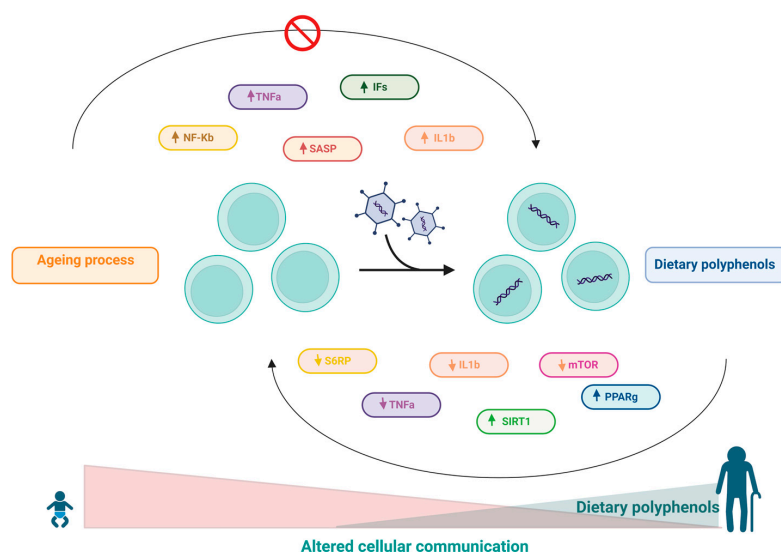 ↑TNFa
↑ IFs
↑ NF-Kb
↑ SASP
↑ IL1b
Ageing process
Dietary polyphenols
↓S6RP
↓IL1b
↓mTOR
↓TNFa
↑ SIRT1
↑ PPARg
Dietary polyphenols
Altered cellular communication